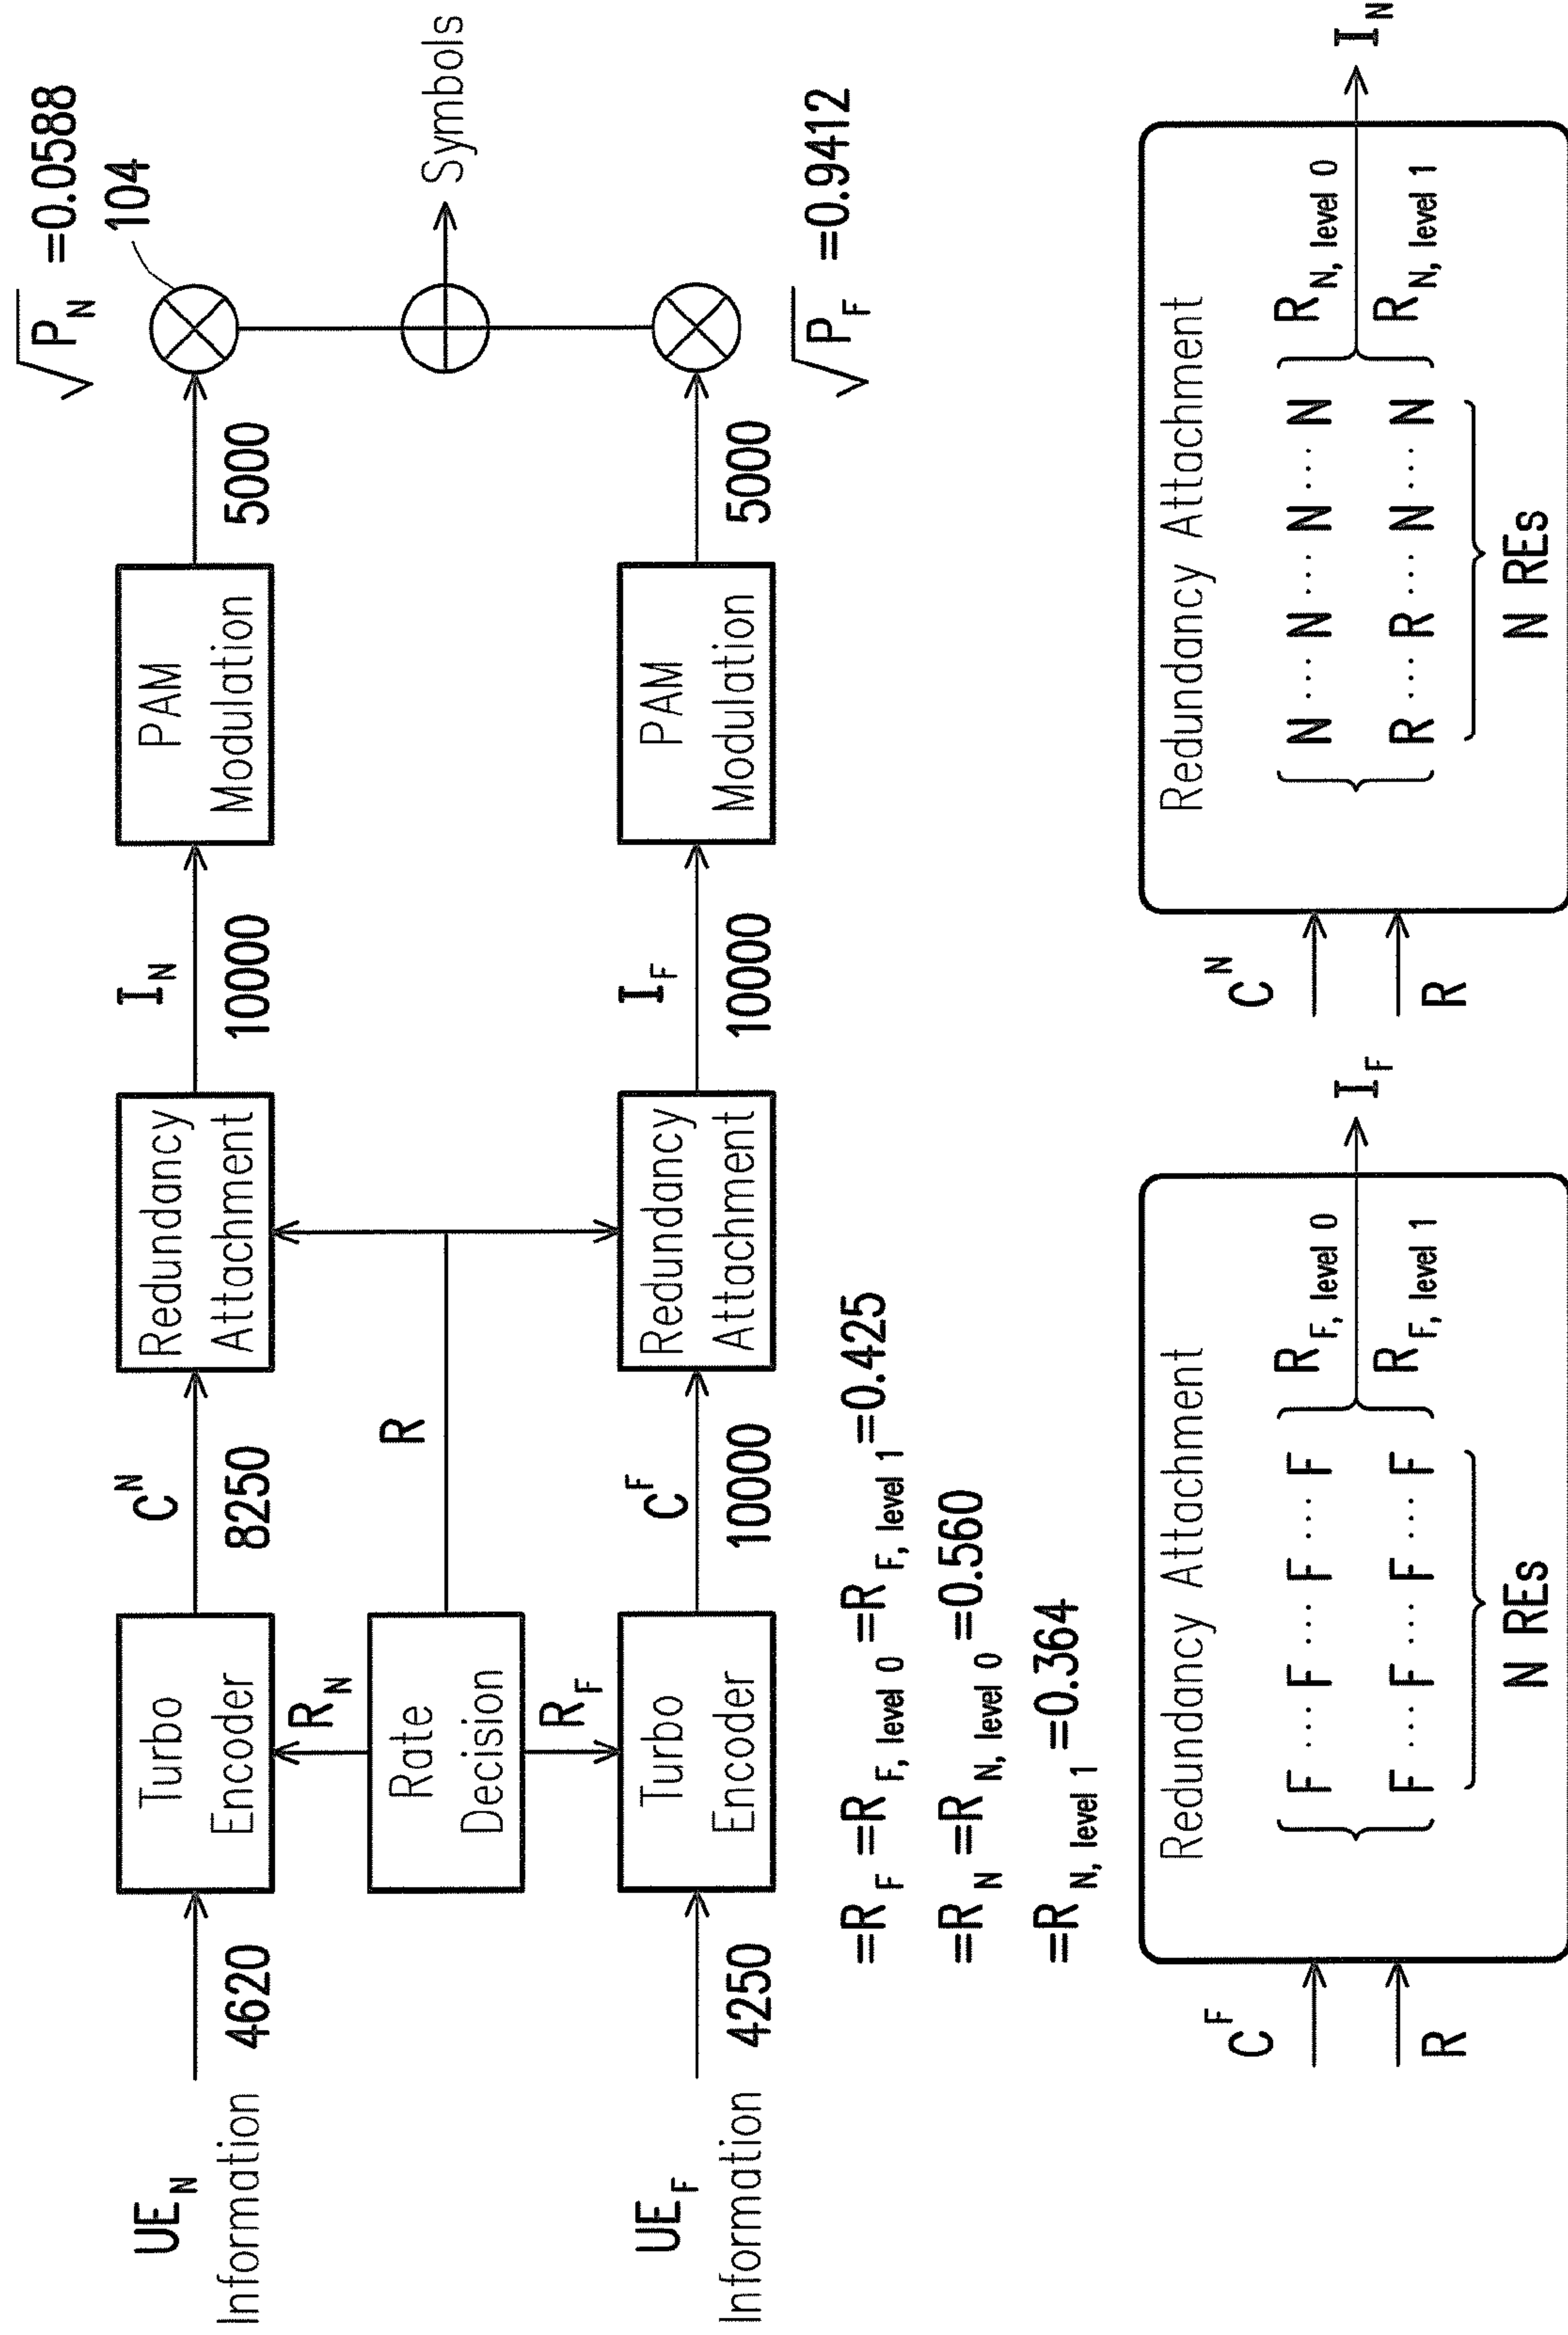 UE_N
Information
4620
Turbo
Encoder
C^N
8250
Redundancy
Attachment
I_N
10000
PAM
Modulation
5000
√P_N =0.0588
104
R_N
Rate
Decision
R
R_F
Symbols
UE_F
Information
4250
Turbo
Encoder
C^F
10000
Redundancy
Attachment
I_F
10000
PAM
Modulation
5000
√P_F =0.9412
=R_F =R_F, level 0 =R_F, level 1 =0.425
=R_N =R_N, level 0 =0.560
=R_N, level 1 =0.364
C^F
R
Redundancy Attachment
F ···· F ···· F ···· F
R_F, level 0
F ···· F ···· F ···· F
R_F, level 1
N REs
I_F
C^N
R
Redundancy Attachment
N ···· N ···· N ···· N
R_N, level 0
R ···· R ···· N ···· N
R_N, level 1
N REs
I_N